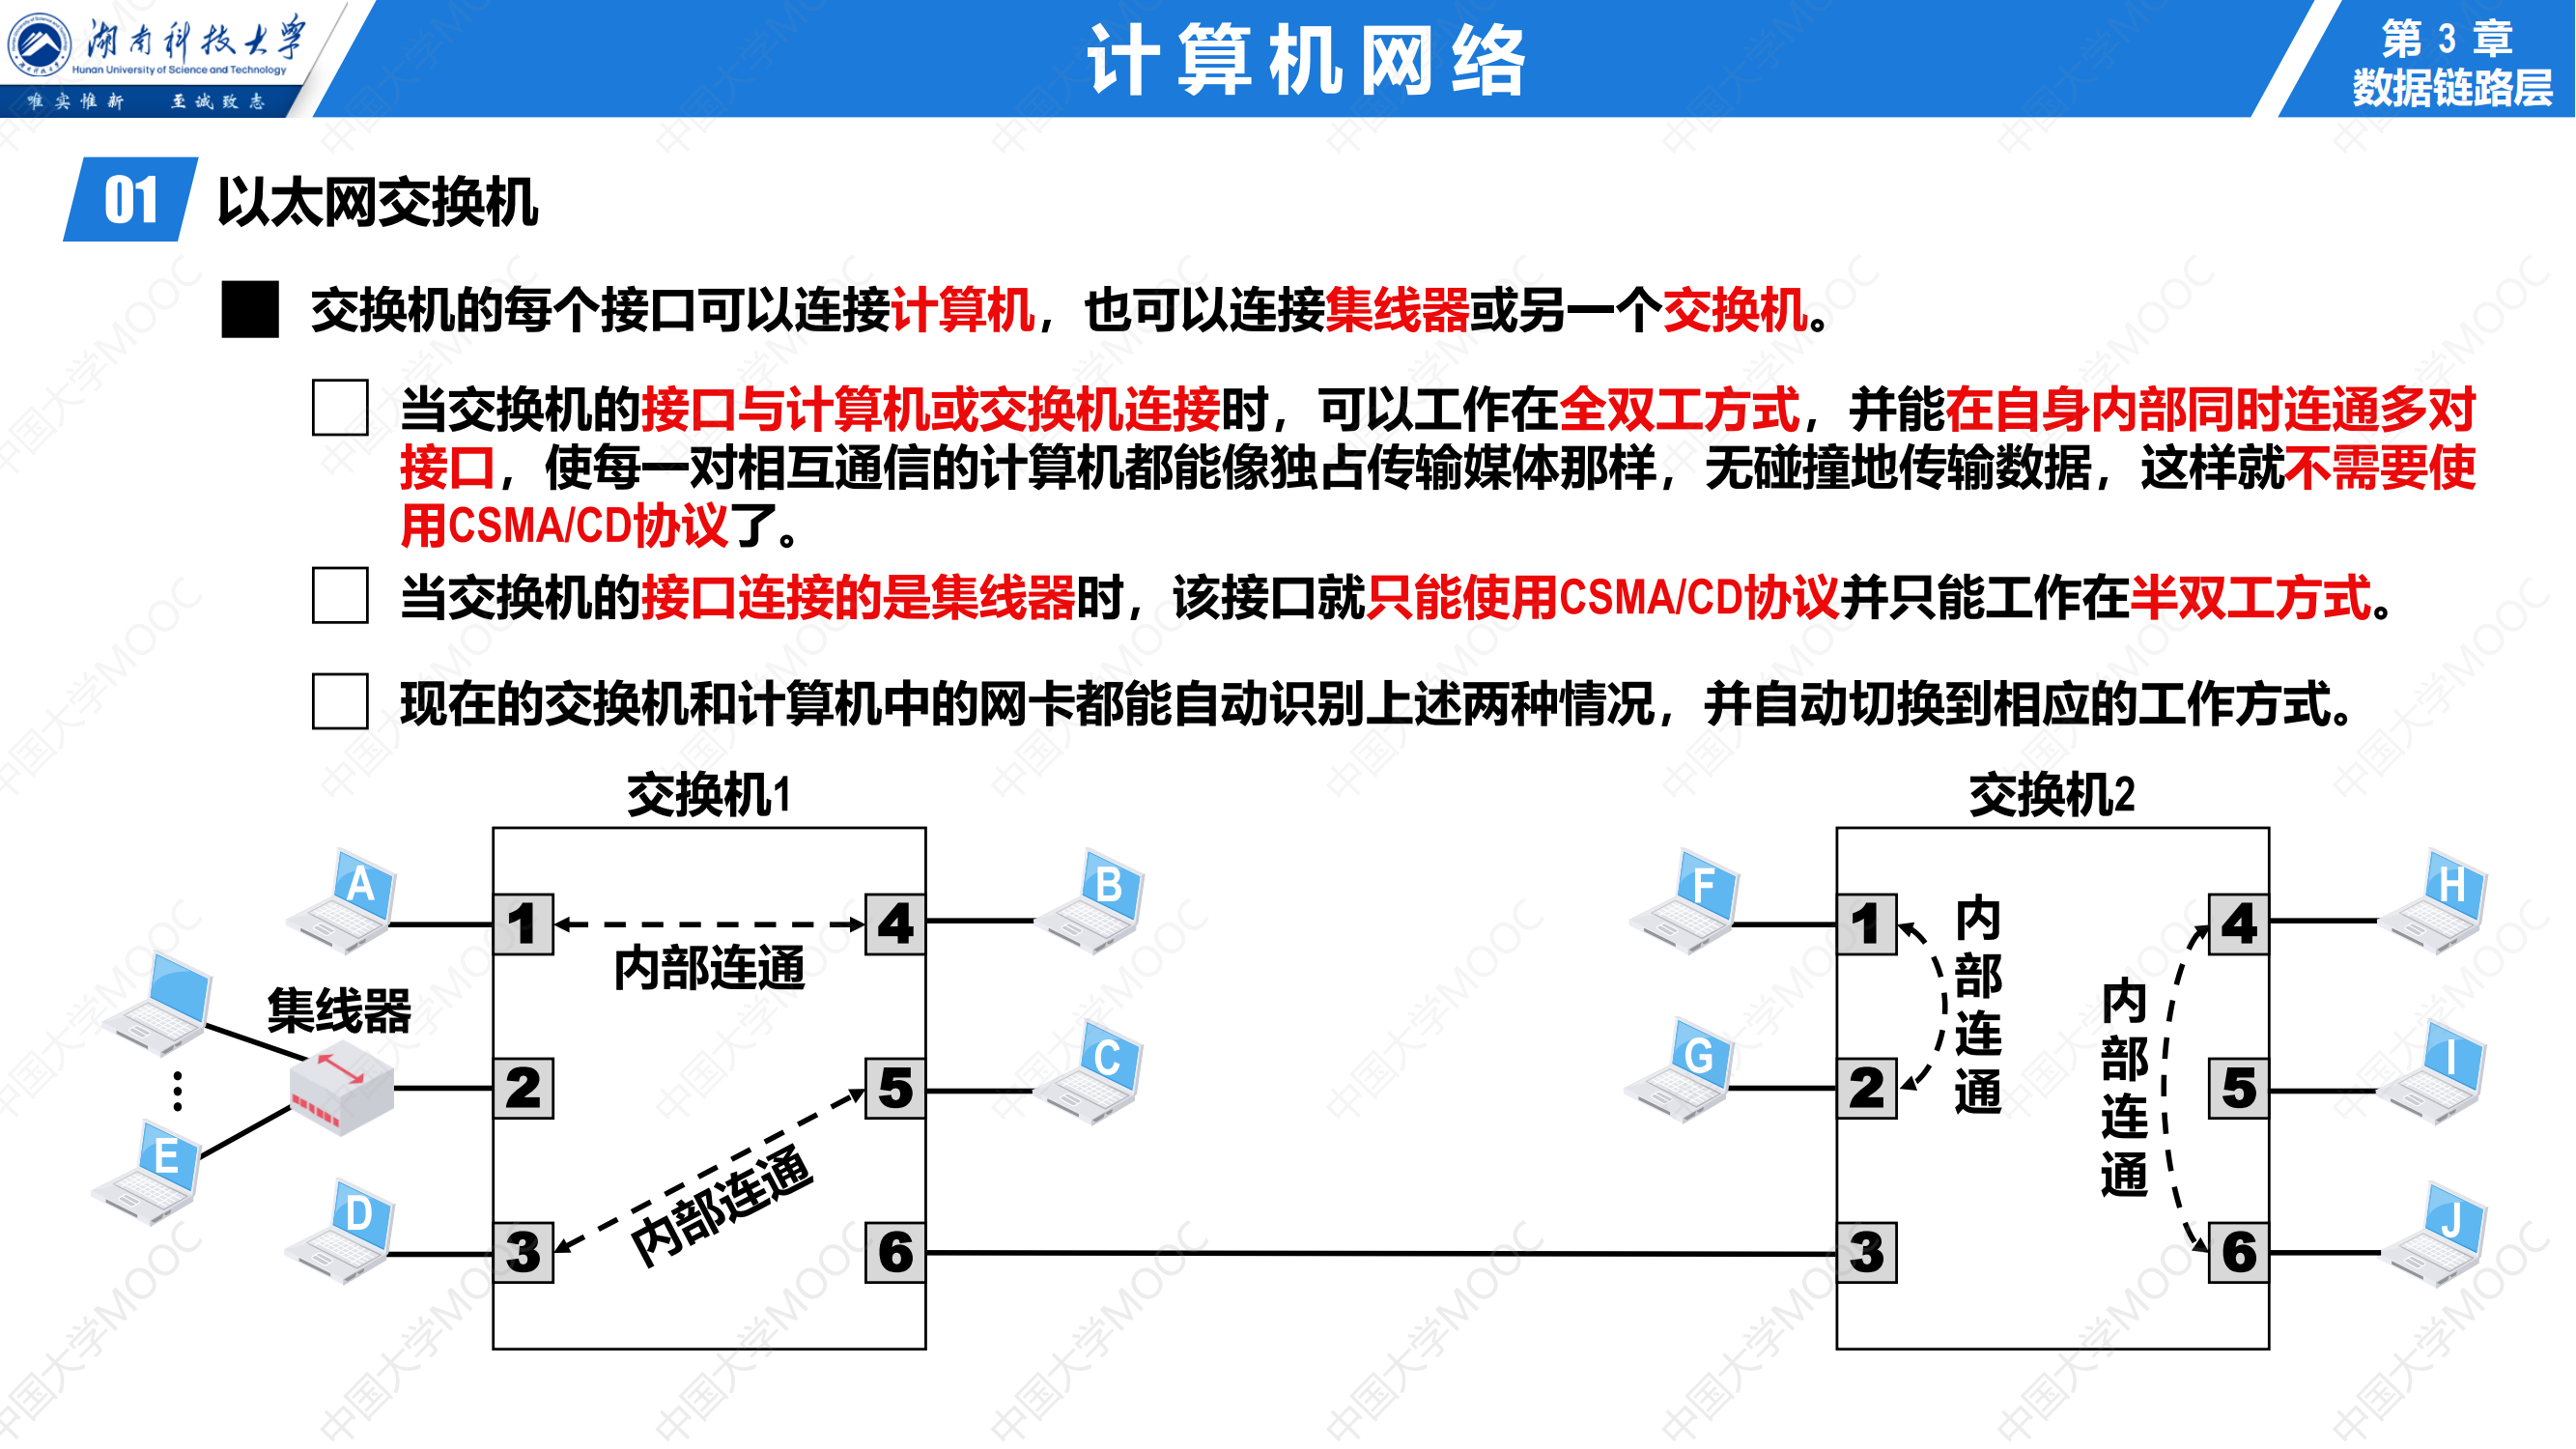 湖南科技大学
Hunan University of Science and Technology
唯实惟新 至诚致志
计算机网络
第 3 章
数据链路层
01 以太网交换机
交换机的每个接口可以连接计算机，也可以连接集线器或另一个交换机。
当交换机的接口与计算机或交换机连接时，可以工作在全双工方式，并能在自身内部同时连通多对
接口，使每一对相互通信的计算机都能像独占传输媒体那样，无碰撞地传输数据，这样就不需要使
用CSMA/CD协议了。
当交换机的接口连接的是集线器时，该接口就只能使用CSMA/CD协议并只能工作在半双工方式。
现在的交换机和计算机中的网卡都能自动识别上述两种情况，并自动切换到相应的工作方式。
交换机1
A
1
4
B
内部连通
集线器
2
5
C
E
D
3
内部连通
6
交换机2
F
1
内部连通
4
H
G
2
内部连通
5
I
3
6
J
中国大学MOOC